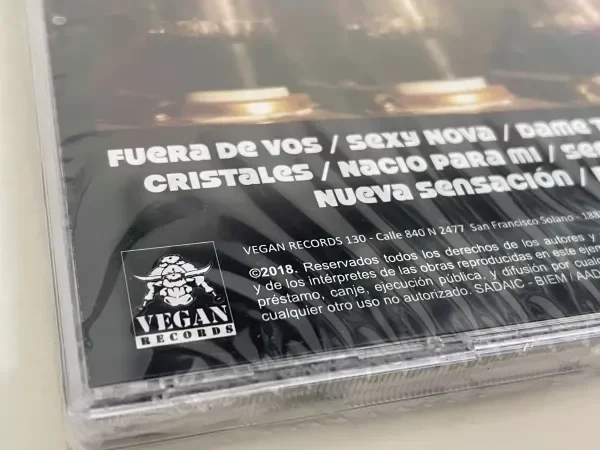 FUERA DE VOS / SEXY NOVA / DAME
CRISTALES / NACIO PARA MI /
NUEVA SENSACIÓN /
VEGAN RECORDS 130 - Calle 840 N 2477 San Francisco Solano - 188
©2018. Reservados todos los derechos de los autores y
y de los intérpretes de las obras reproducidas en este
préstamo, canje, ejecución pública, y difusión por
cualquier otro uso no autorizado. SADAIC - BIEM /
VEGAN
RECORDS